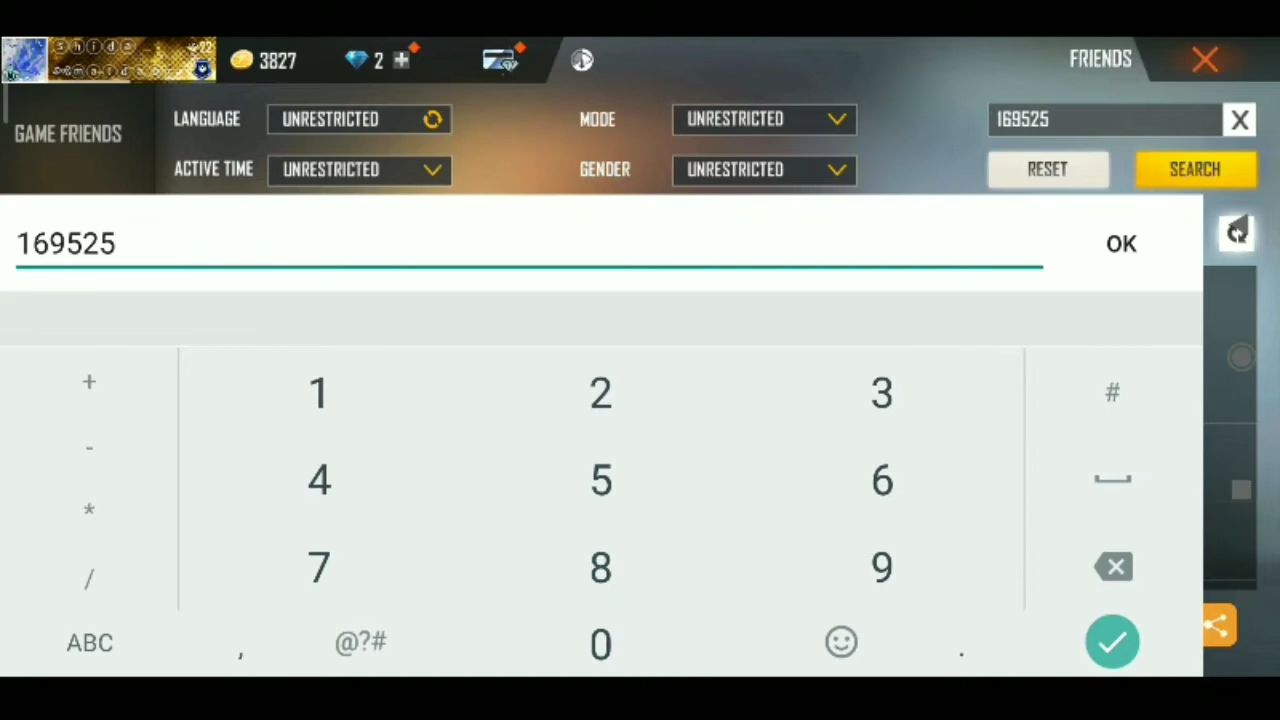 3827
2
FRIENDS
GAME FRIENDS
LANGUAGE
UNRESTRICTED
MODE
UNRESTRICTED
169525
X
ACTIVE TIME
UNRESTRICTED
GENDER
UNRESTRICTED
RESET
SEARCH
169525
OK
+
1
2
3
#
-
4
5
6
*
7
8
9
/
ABC
,
@?#
0
.